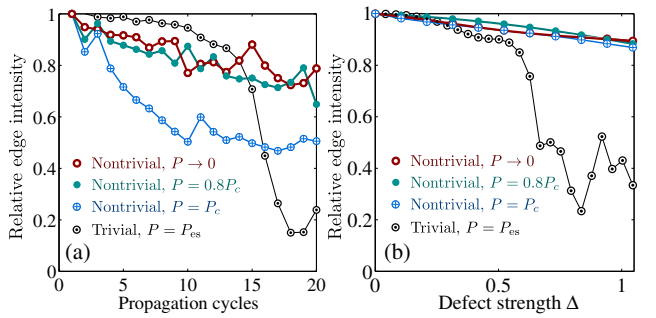 Relative edge intensity
1
0.8
0.6
0.4
0.2
0
5
10
15
20
Propagation cycles
Nontrivial, P → 0
Nontrivial, P = 0.8P_c
Nontrivial, P = P_c
Trivial, P = P_es
(a)
Relative edge intensity
1
0.8
0.6
0.4
0.2
0
0
0.5
1
Defect strength Δ
Nontrivial, P → 0
Nontrivial, P = 0.8P_c
Nontrivial, P = P_c
Trivial, P = P_es
(b)